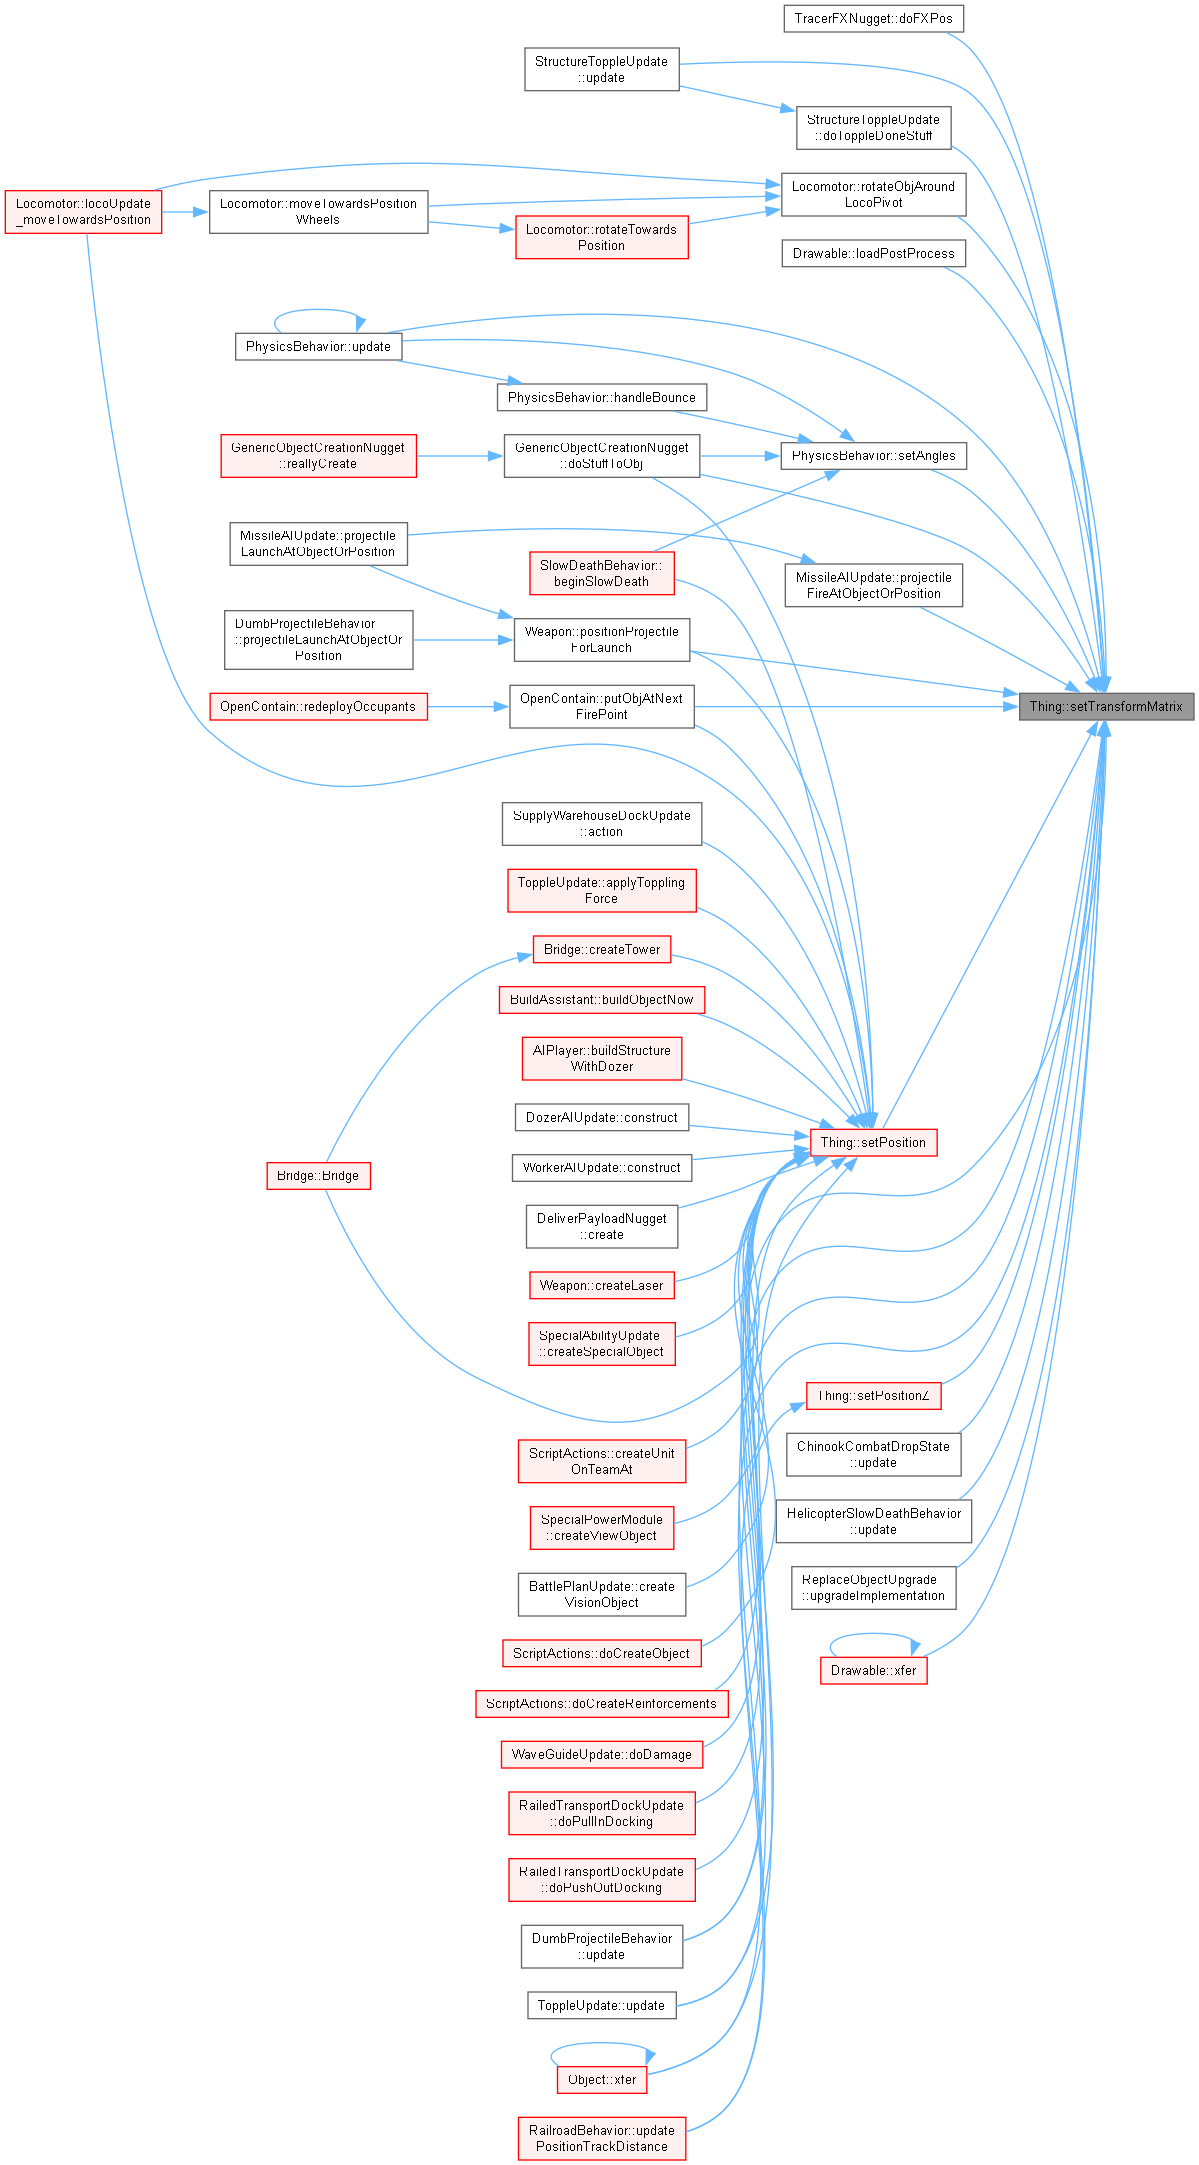 TracerFXNugget::doFXPos
StructureToppleUpdate
::update
StructureToppleUpdate
::doToppleDoneStuff
Locomotor::rotateObjAround
LocoPivot
Locomotor::locoUpdate
_moveTowardsPosition
Locomotor::moveTowardsPosition
Wheels
Locomotor::rotateTowards
Position
Drawable::loadPostProcess
PhysicsBehavior::update
PhysicsBehavior::handleBounce
GenericObjectCreationNugget
::reallyCreate
GenericObjectCreationNugget
::doStuffToObj
PhysicsBehavior::setAngles
MissileAIUpdate::projectile
LaunchAtObjectOrPosition
SlowDeathBehavior::
beginSlowDeath
MissileAIUpdate::projectile
FireAtObjectOrPosition
DumbProjectileBehavior
::projectileLaunchAtObjectOr
Position
Weapon::positionProjectile
ForLaunch
OpenContain::redeployOccupants
OpenContain::putObjAtNext
FirePoint
Thing::setTransformMatrix
SupplyWarehouseDockUpdate
::action
ToppleUpdate::applyToppling
Force
Bridge::createTower
BuildAssistant::buildObjectNow
AIPlayer::buildStructure
WithDozer
DozerAIUpdate::construct
Thing::setPosition
WorkerAIUpdate::construct
Bridge::Bridge
DeliverPayloadNugget
::create
Weapon::createLaser
SpecialAbilityUpdate
::createSpecialObject
Thing::setPositionZ
ScriptActions::createUnit
OnTeamAt
ChinookCombatDropState
::update
SpecialPowerModule
::createViewObject
HelicopterSlowDeathBehavior
::update
BattlePlanUpdate::create
VisionObject
ReplaceObjectUpgrade
::upgradeImplementation
ScriptActions::doCreateObject
Drawable::xfer
ScriptActions::doCreateReinforcements
WaveGuideUpdate::doDamage
RailedTransportDockUpdate
::doPullInDocking
RailedTransportDockUpdate
::doPushOutDocking
DumbProjectileBehavior
::update
ToppleUpdate::update
Object::xfer
RailroadBehavior::update
PositionTrackDistance